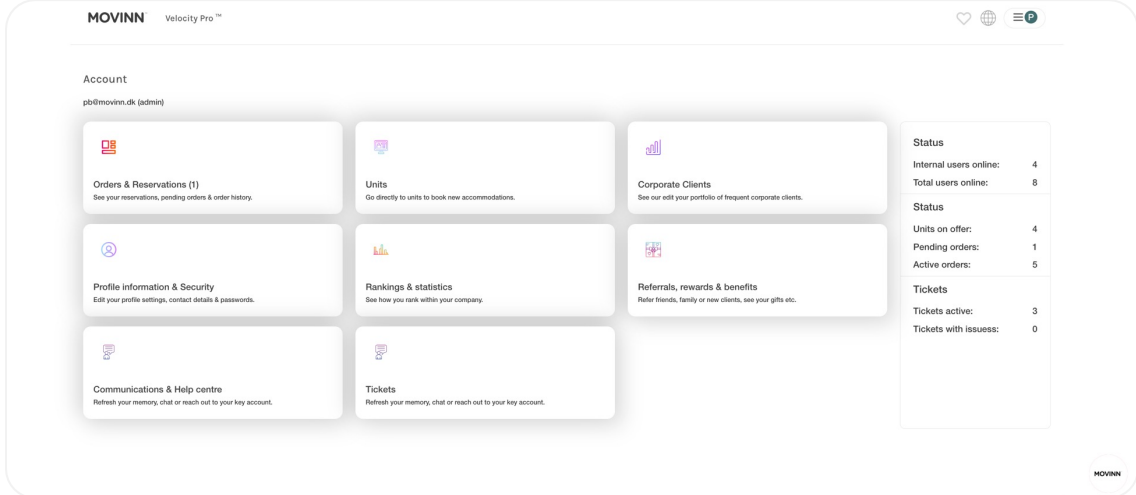 MOVINN™ Velocity Pro ™
P
Account
pb@movinn.dk (admin)
Orders & Reservations (1)
See your reservations, pending orders & order history.
Units
Go directly to units to book new accommodations.
Corporate Clients
See our edit your portfolio of frequent corporate clients.
Profile information & Security
Edit your profile settings, contact details & passwords.
Rankings & statistics
See how you rank within your company.
Referrals, rewards & benefits
Refer friends, family or new clients, see your gifts etc.
Communications & Help centre
Refresh your memory, chat or reach out to your key account.
Tickets
Refresh your memory, chat or reach out to your key account.
Status
Internal users online: 4
Total users online: 8
Status
Units on offer: 4
Pending orders: 1
Active orders: 5
Tickets
Tickets active: 3
Tickets with issuess: 0
MOVINN